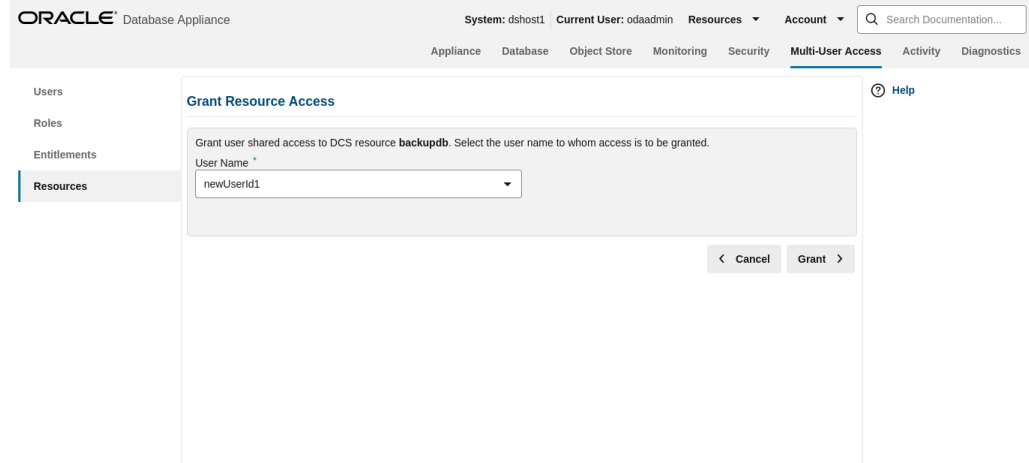 ORACLE® Database Appliance
System: dshost1 Current User: odaadmin Resources Account Search Documentation...
Appliance Database Object Store Monitoring Security Multi-User Access Activity Diagnostics
Users
Roles
Entitlements
Resources
Grant Resource Access
Grant user shared access to DCS resource backupdb. Select the user name to whom access is to be granted.
User Name *
newUserId1
Cancel Grant
Help